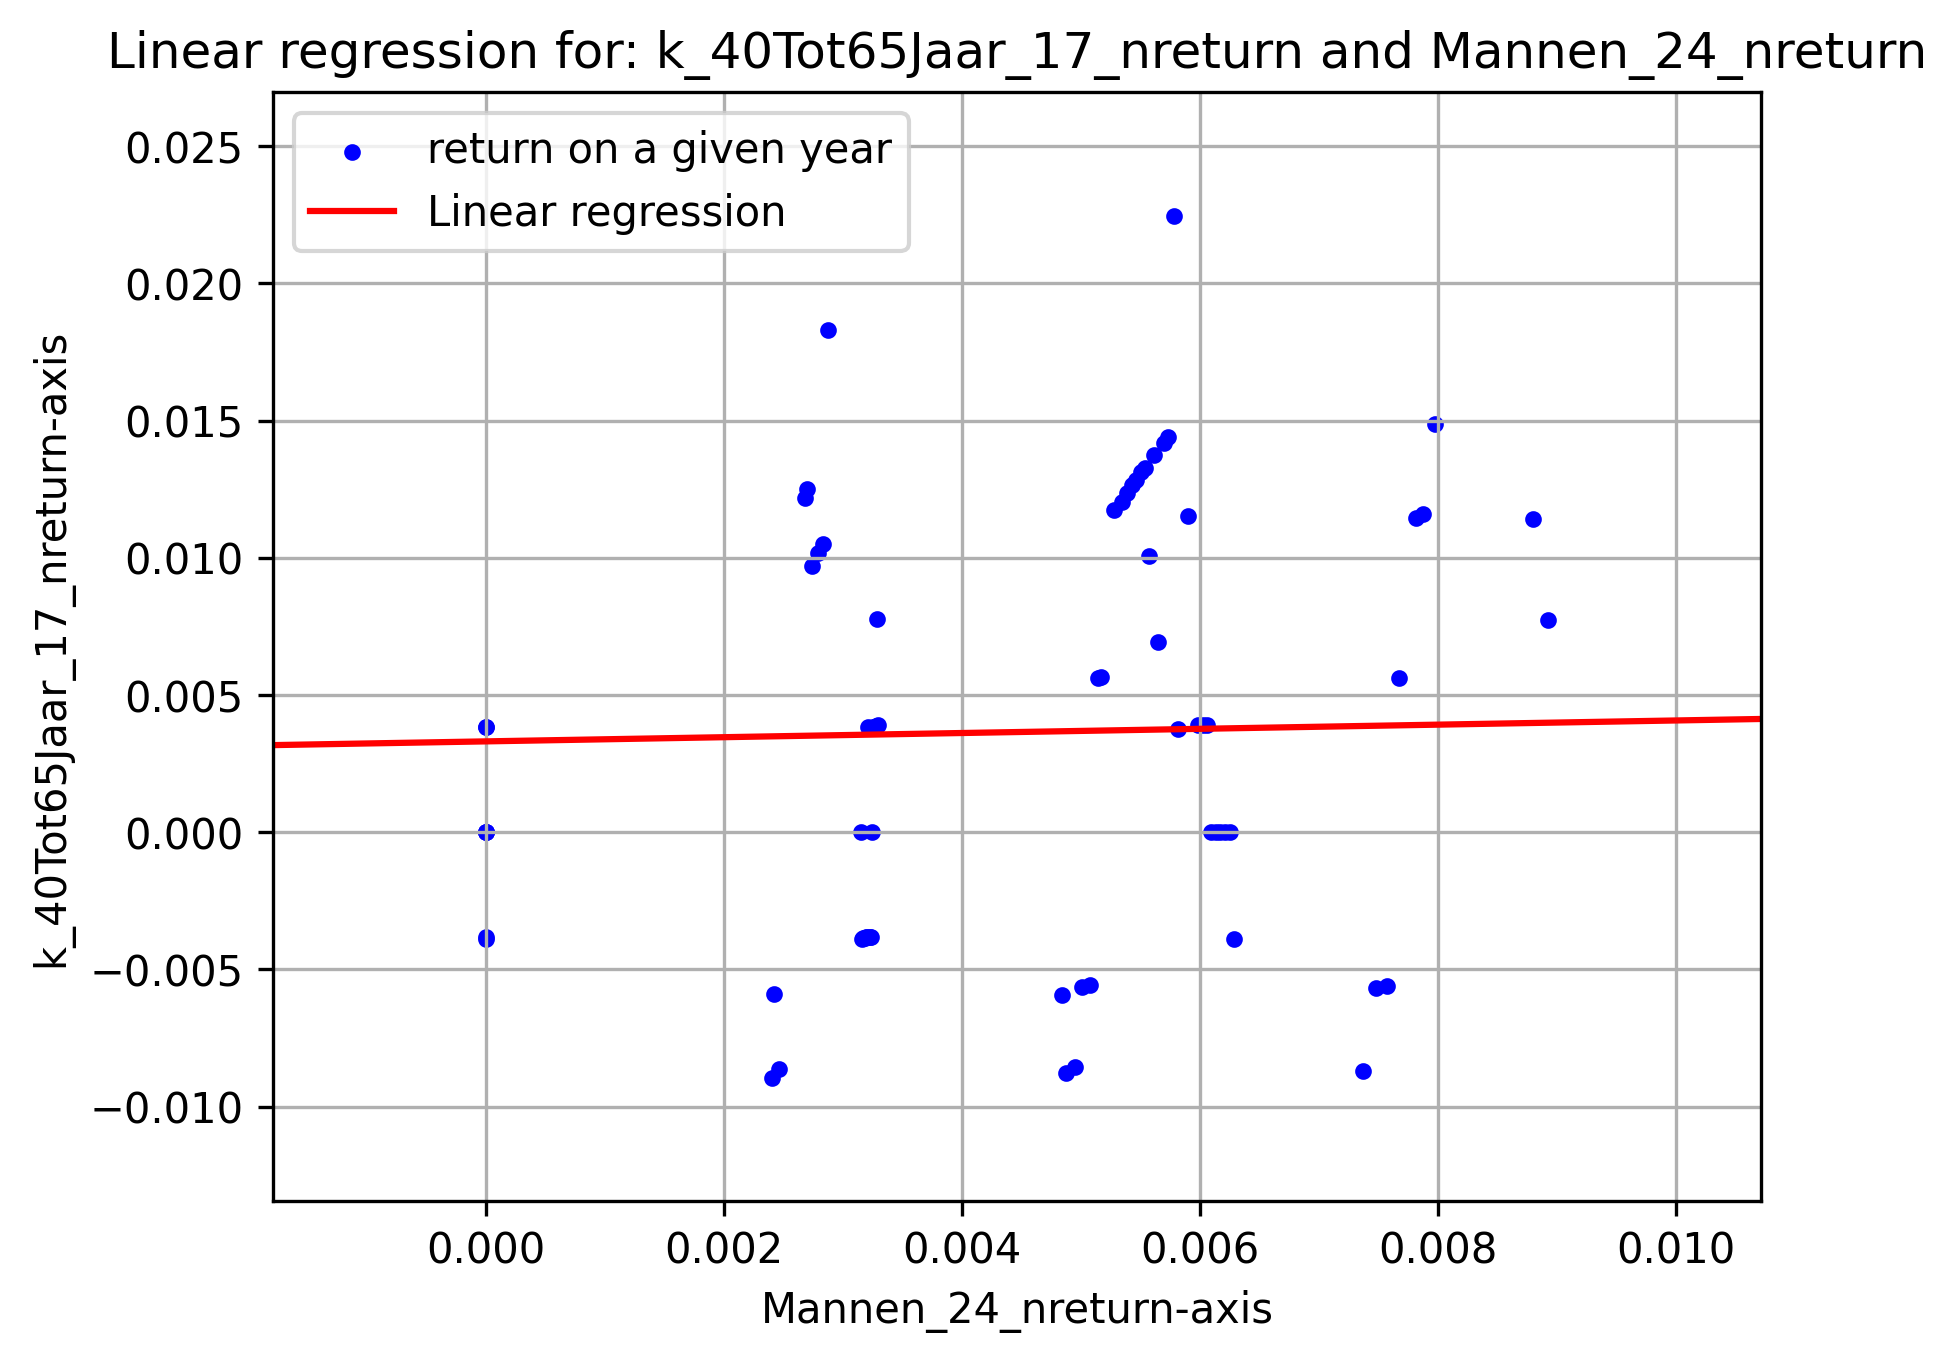 Linear regression for: k_40Tot65Jaar_17_nreturn and Mannen_24_nreturn
return on a given year
Linear regression
k_40Tot65Jaar_17_nreturn-axis
0.025
0.020
0.015
0.010
0.005
0.000
−0.005
−0.010
0.000 0.002 0.004 0.006 0.008 0.010
Mannen_24_nreturn-axis